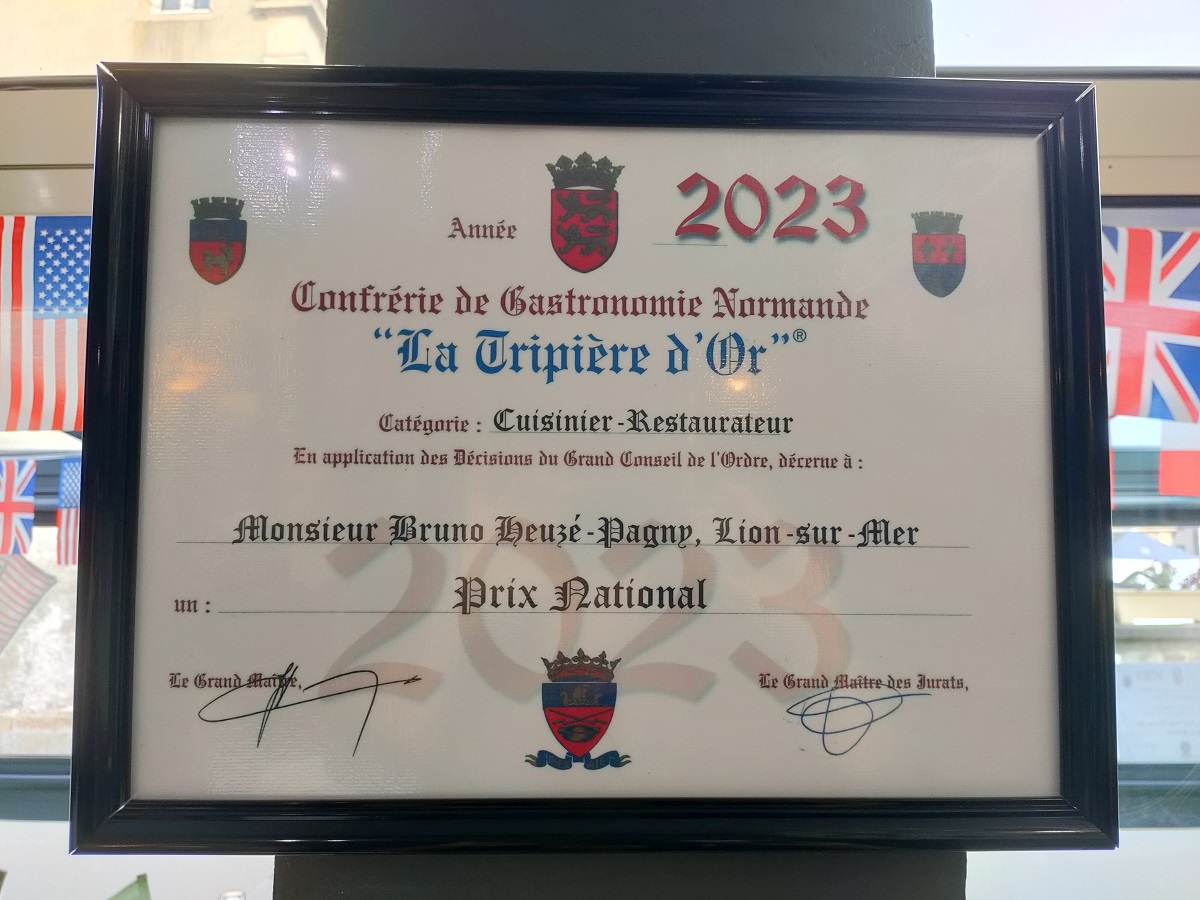 Année 2023
Confrérie de Gastronomie Normande
"La Tripière d'Or"®
Catégorie : Cuisinier-Restaurateur
En application des Décisions du Grand Conseil de l'Ordre, décerne à :
Monsieur Bruno Heuzé-Pagny, Lion-sur-Mer
un : Prix National
2023
Le Grand Maître, Le Grand Maître des Jurats,